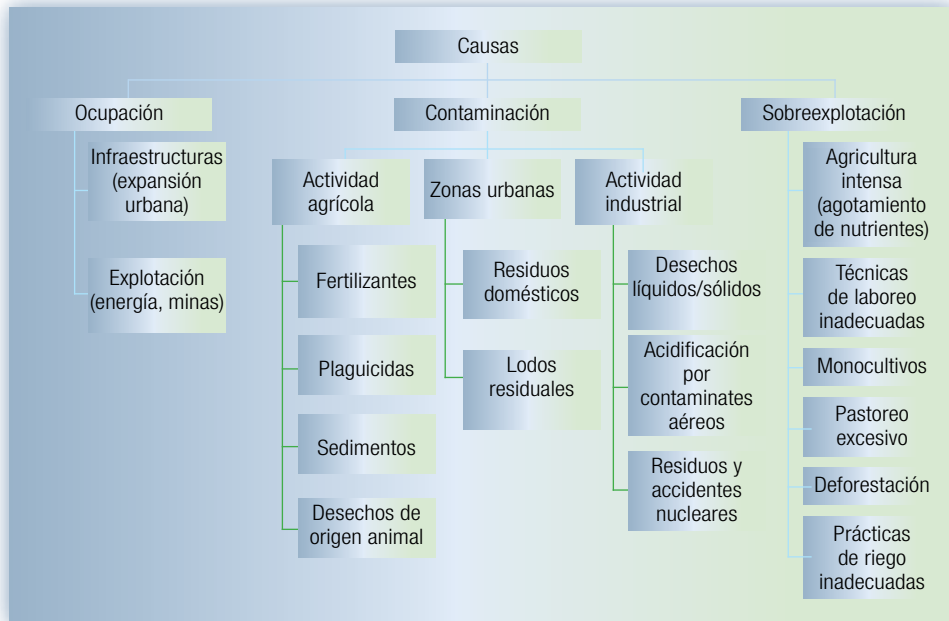 Causas
Ocupación
Infraestructuras
(expansión
urbana)
Explotación
(energía, minas)
Contaminación
Actividad
agrícola
Fertilizantes
Plaguicidas
Sedimentos
Desechos de
origen animal
Zonas urbanas
Residuos
domésticos
Lodos
residuales
Actividad
industrial
Desechos
líquidos/sólidos
Acidificación
por
contaminates
aéreos
Residuos y
accidentes
nucleares
Sobreexplotación
Agricultura
intensa
(agotamiento
de nutrientes)
Técnicas
de laboreo
inadecuadas
Monocultivos
Pastoreo
excesivo
Deforestación
Prácticas
de riego
inadecuadas